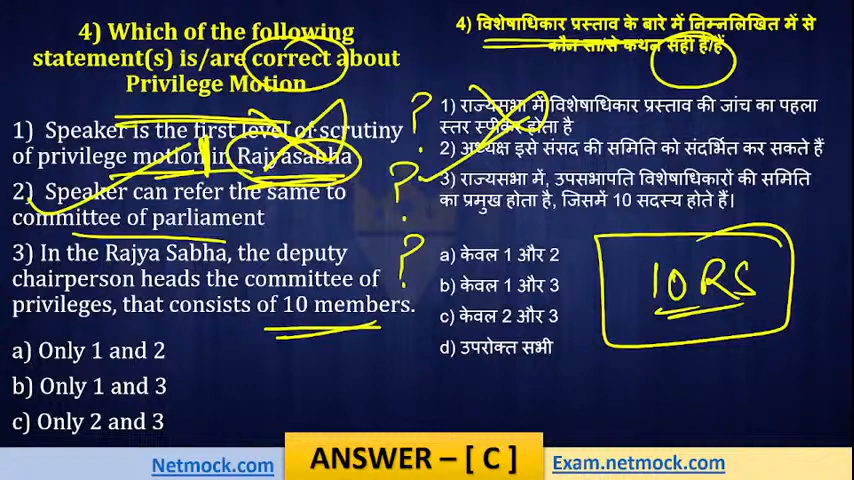 4) Which of the following
statement(s) is/are correct about
Privilege Motion
1) Speaker is the first level of scrutiny
of privilege motion in Rajyasabha
2) Speaker can refer the same to
committee of parliament
3) In the Rajya Sabha, the deputy
chairperson heads the committee of
privileges, that consists of 10 members.
a) Only 1 and 2
b) Only 1 and 3
c) Only 2 and 3
4) विशेषाधिकार प्रस्ताव के बारे में निम्नलिखित में से
कौन सा/से कथन सही है/हैं
1) राज्यसभा में विशेषाधिकार प्रस्ताव की जांच का पहला
स्तर स्पीकर होता है
2) अध्यक्ष इसे संसद की समिति को संदर्भित कर सकते हैं
3) राज्यसभा में, उपसभापति विशेषाधिकारों की समिति
का प्रमुख होता है, जिसमें 10 सदस्य होते हैं।
a) केवल 1 और 2
b) केवल 1 और 3
c) केवल 2 और 3
d) उपरोक्त सभी
? 
?
?
10 RS
Netmock.com
ANSWER – [ C ]
Exam.netmock.com